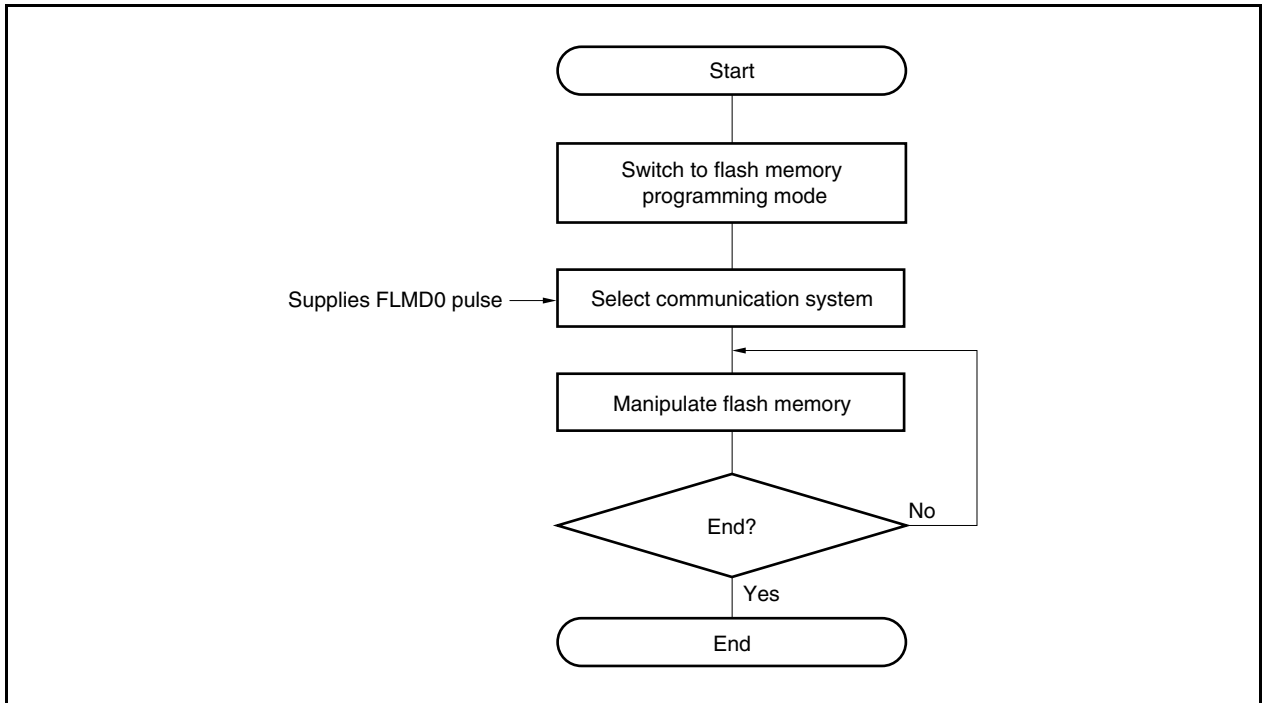 Start
Switch to flash memory
programming mode
Supplies FLMD0 pulse
Select communication system
Manipulate flash memory
End?
No
Yes
End